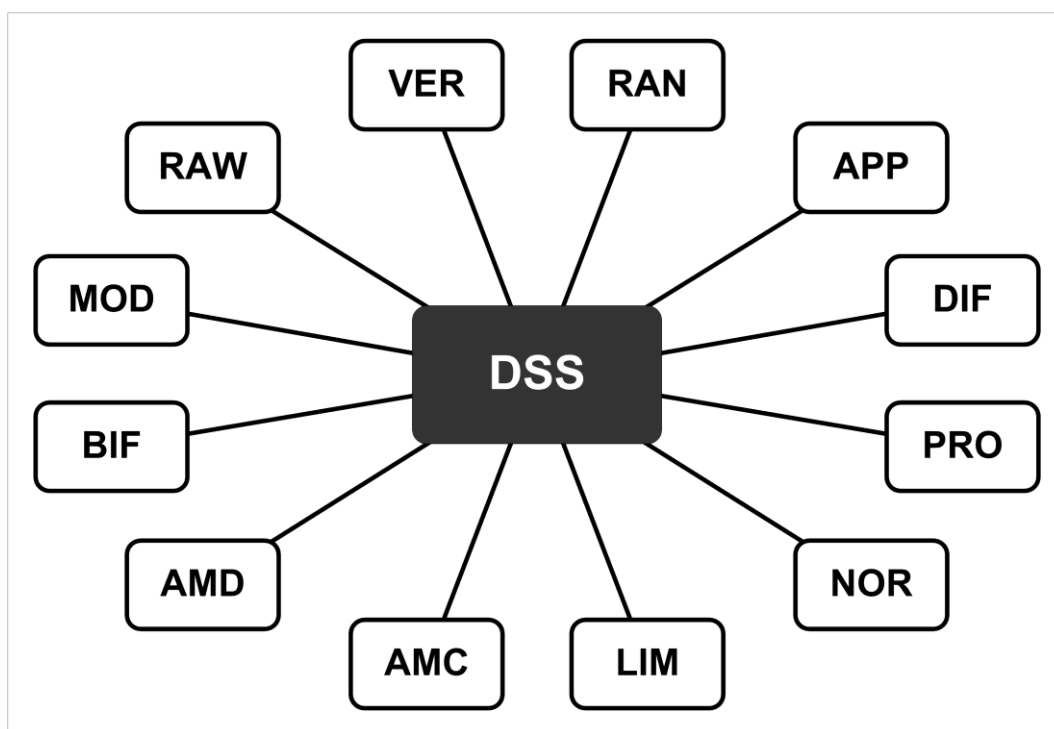 VER
RAN
RAW
APP
MOD
DIF
DSS
BIF
PRO
AMD
NOR
AMC
LIM